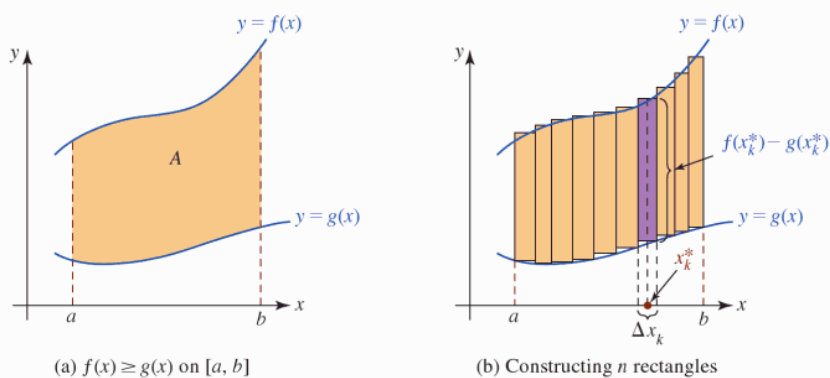 y = f(x)
y
A
y = g(x)
a
b
x
(a) f(x) ≥ g(x) on [a, b]
y = f(x)
y
f(x*k) − g(x*k)
y = g(x)
x*k
a
b
x
Δxk
(b) Constructing n rectangles